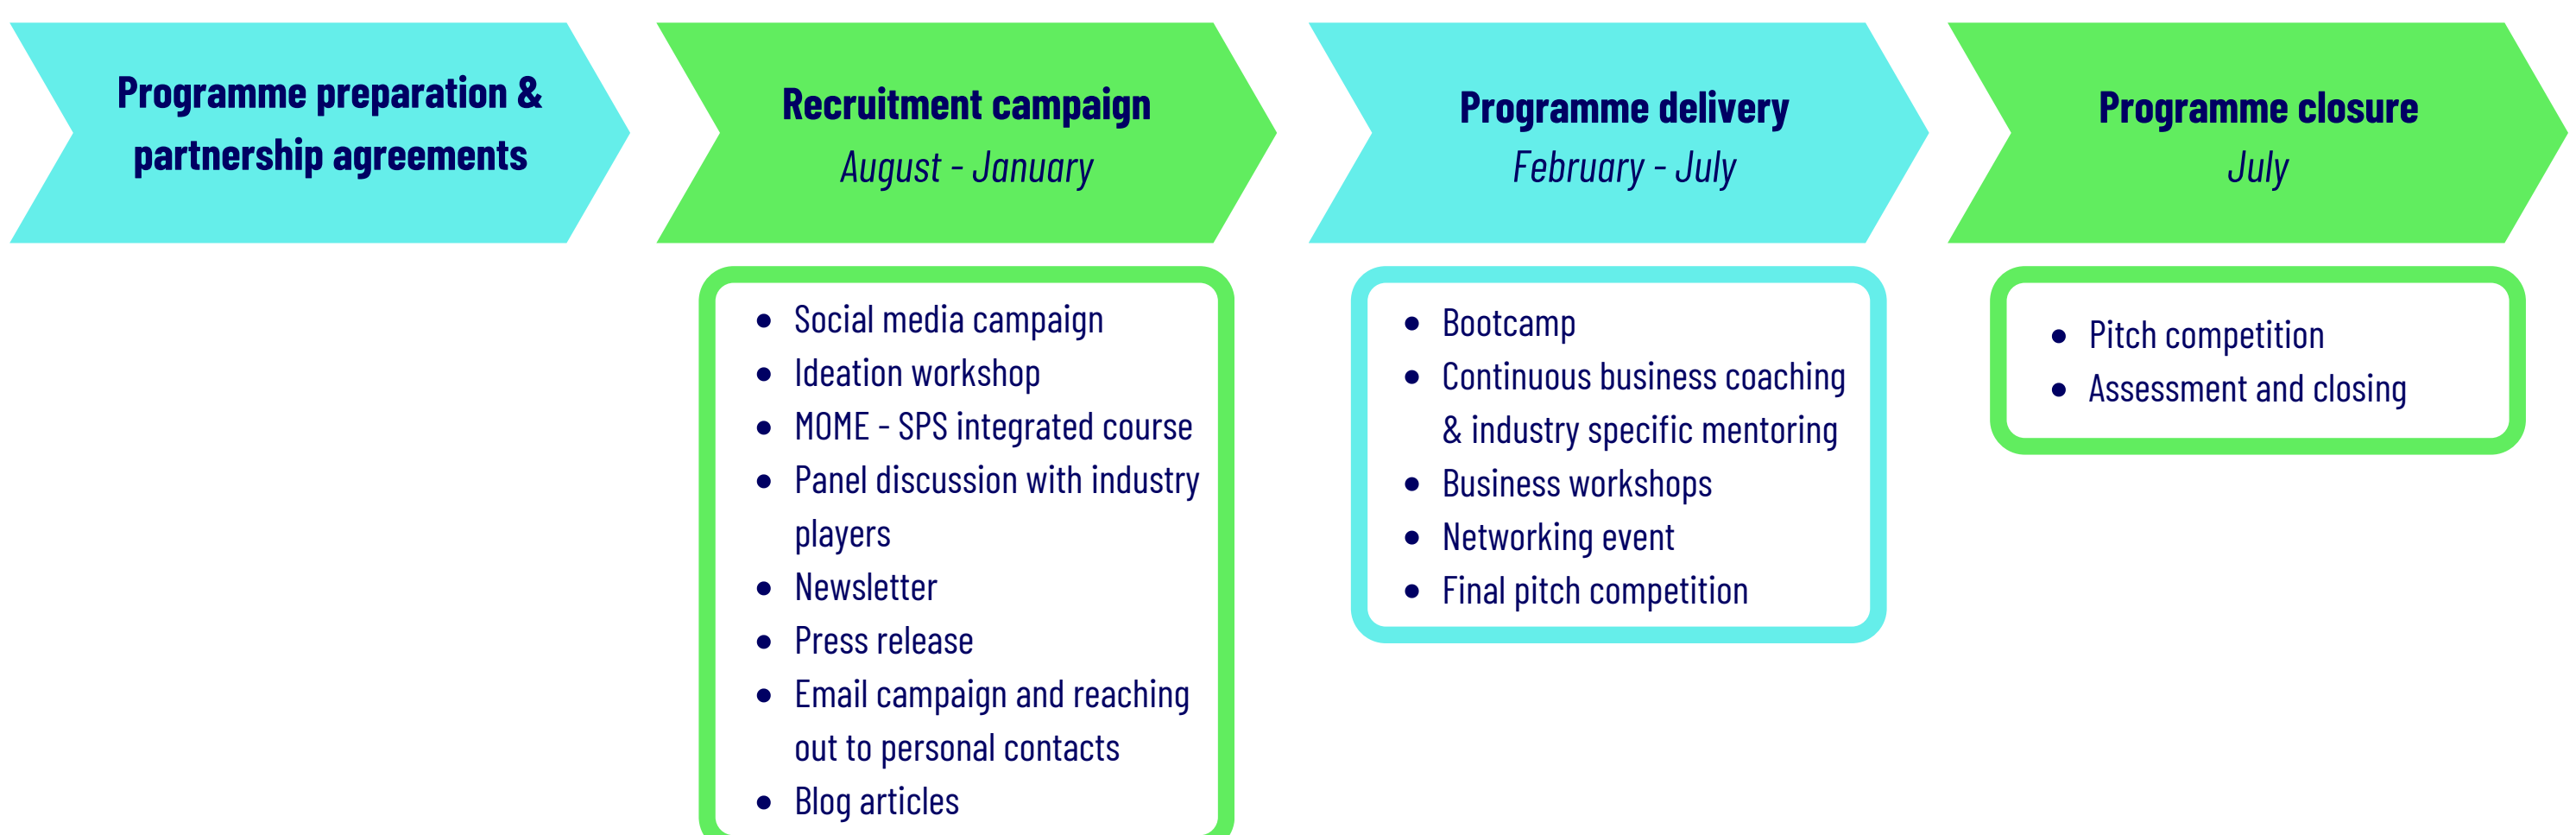 Programme preparation &
partnership agreements
Recruitment campaign
August - January
• Social media campaign
• Ideation workshop
• MOME - SPS integrated course
• Panel discussion with industry
players
• Newsletter
• Press release
• Email campaign and reaching
out to personal contacts
• Blog articles
Programme delivery
February - July
• Bootcamp
• Continuous business coaching
& industry specific mentoring
• Business workshops
• Networking event
• Final pitch competition
Programme closure
July
• Pitch competition
• Assessment and closing